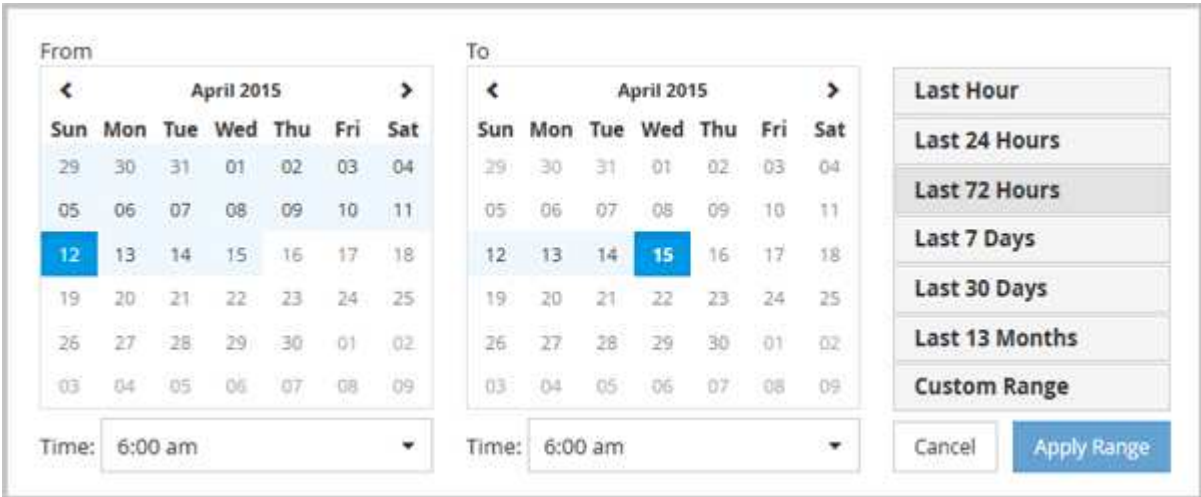 From
April 2015
Sun Mon Tue Wed Thu Fri Sat
29 30 31 01 02 03 04
05 06 07 08 09 10 11
12 13 14 15 16 17 18
19 20 21 22 23 24 25
26 27 28 29 30 01 02
03 04 05 06 07 08 09
Time: 6:00 am
To
April 2015
Sun Mon Tue Wed Thu Fri Sat
29 30 31 01 02 03 04
05 06 07 08 09 10 11
12 13 14 15 16 17 18
19 20 21 22 23 24 25
26 27 28 29 30 01 02
03 04 05 06 07 08 09
Time: 6:00 am
Last Hour
Last 24 Hours
Last 72 Hours
Last 7 Days
Last 30 Days
Last 13 Months
Custom Range
Cancel Apply Range